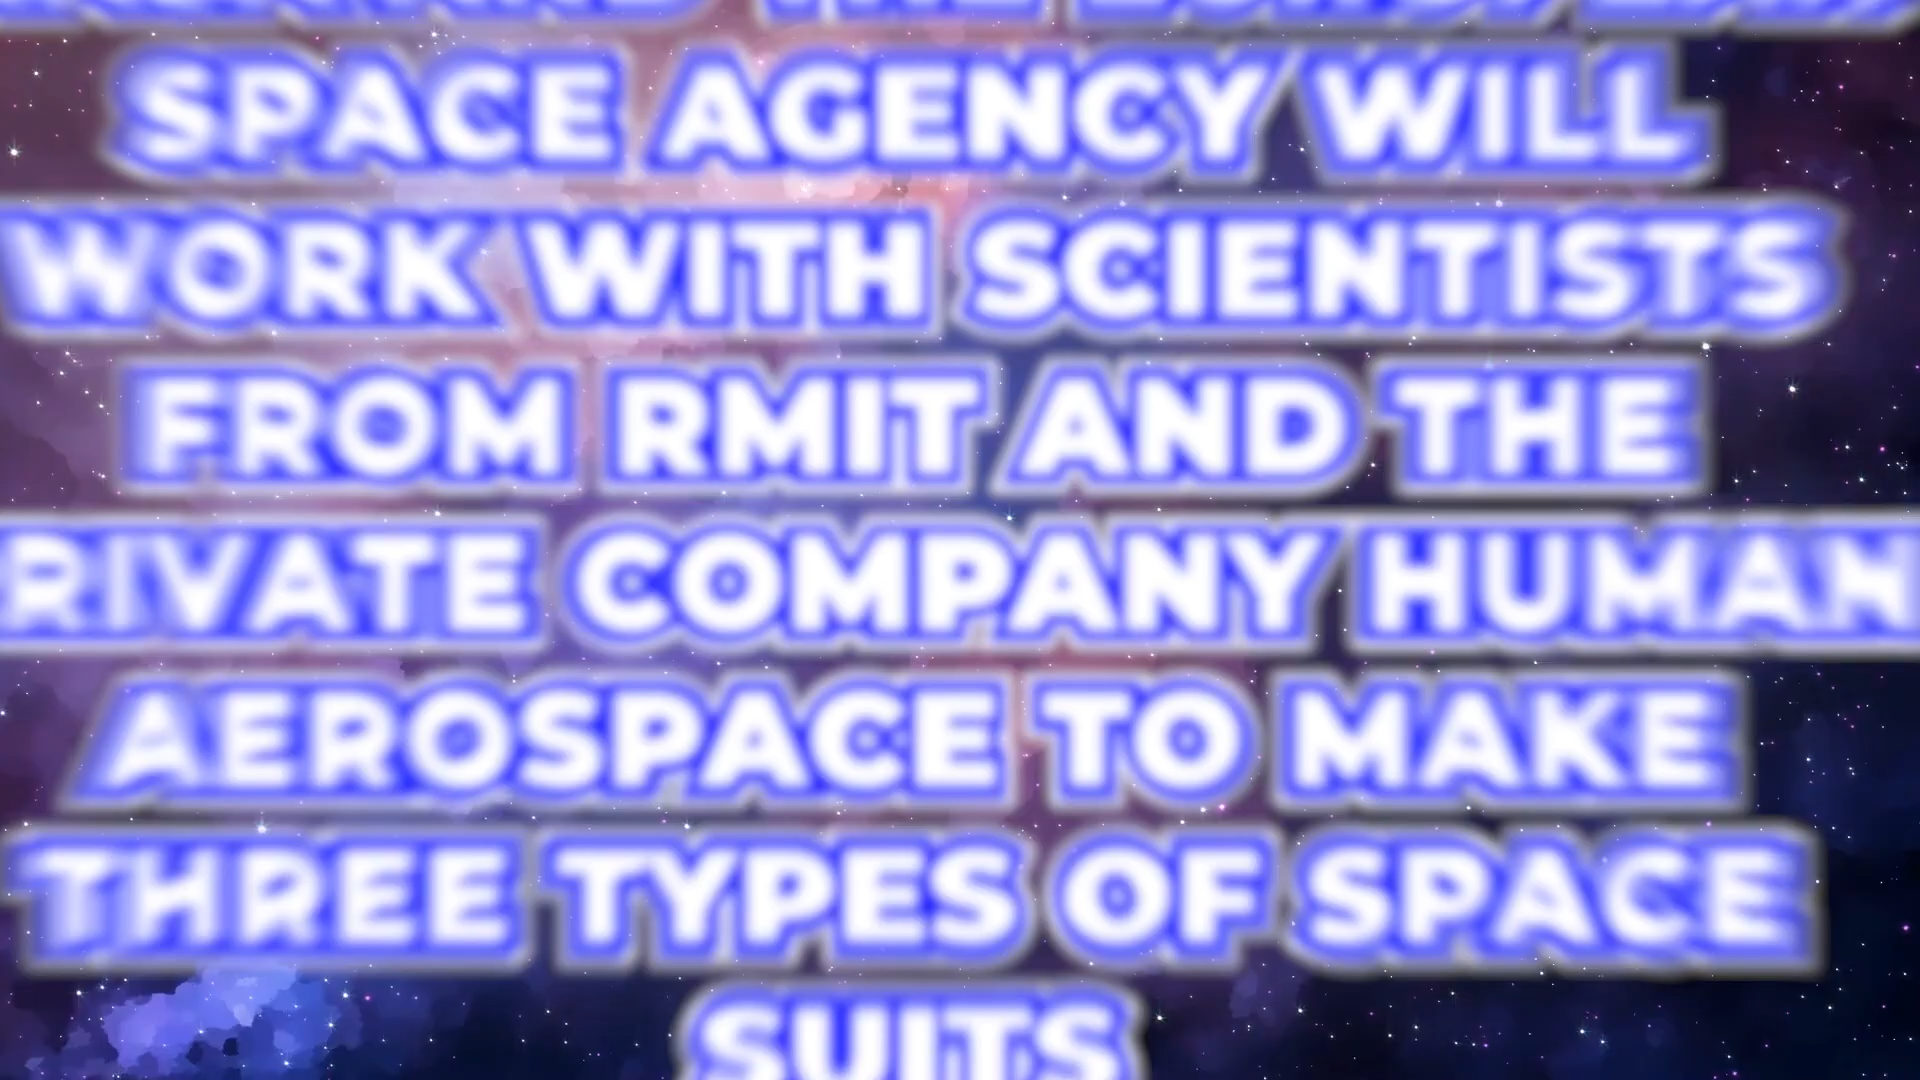 SPACE AGENCY WILL
WORK WITH SCIENTISTS
FROM RMIT AND THE
RIVATE COMPANY HUMAN
AEROSPACE TO MAKE
THREE TYPES OF SPACE
SUITS